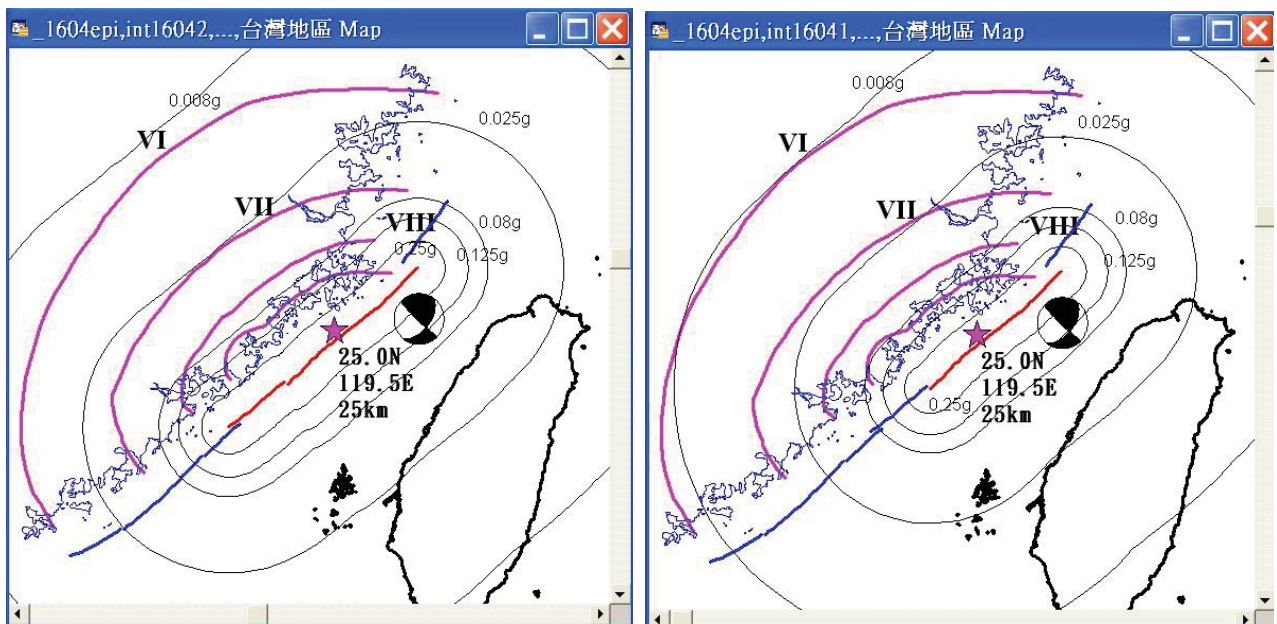 _1604epi,int16042,...,台灣地區 Map
0.008g
0.025g
VI
VII
VIII
0.08g
0.25g
0.125g
25.0N
119.5E
25km
_1604epi,int16041,...,台灣地區 Map
0.008g
0.025g
VI
VII
VIII
0.08g
0.125g
25.0N
119.5E
0.25g
25km